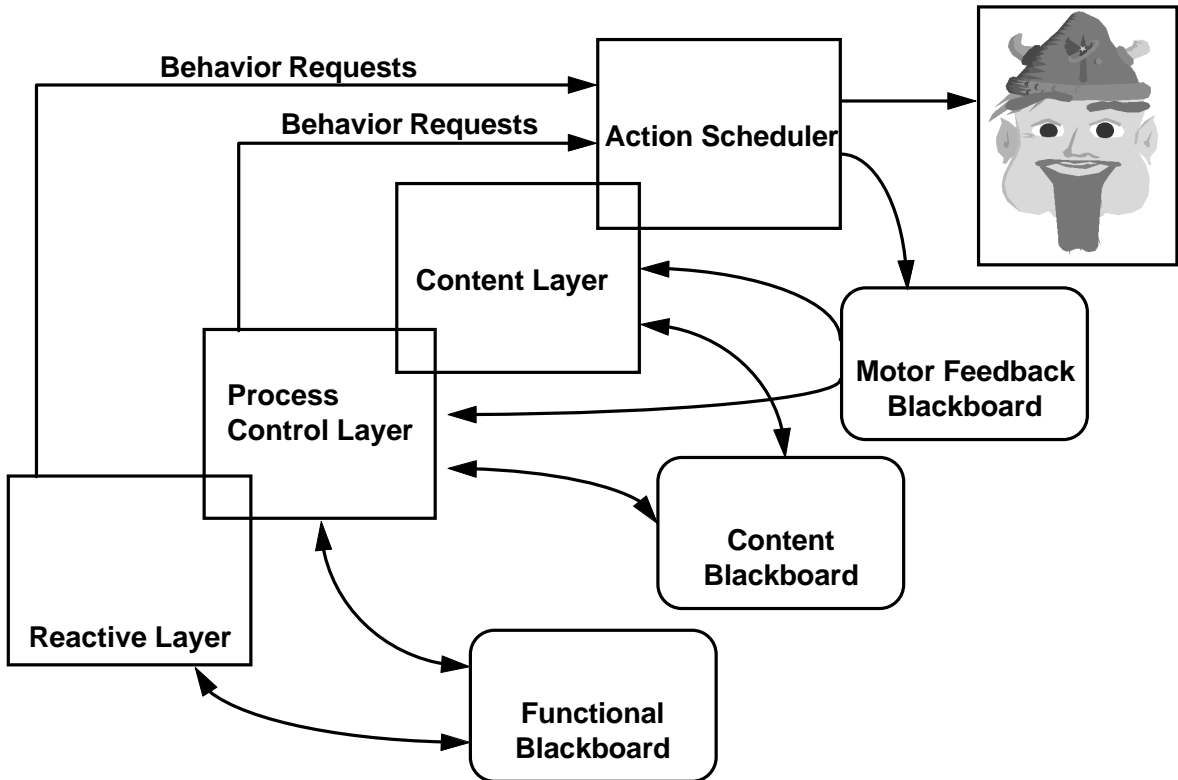 Behavior Requests
Behavior Requests
Action Scheduler
Content Layer
Motor Feedback
Blackboard
Process
Control Layer
Content
Blackboard
Reactive Layer
Functional
Blackboard